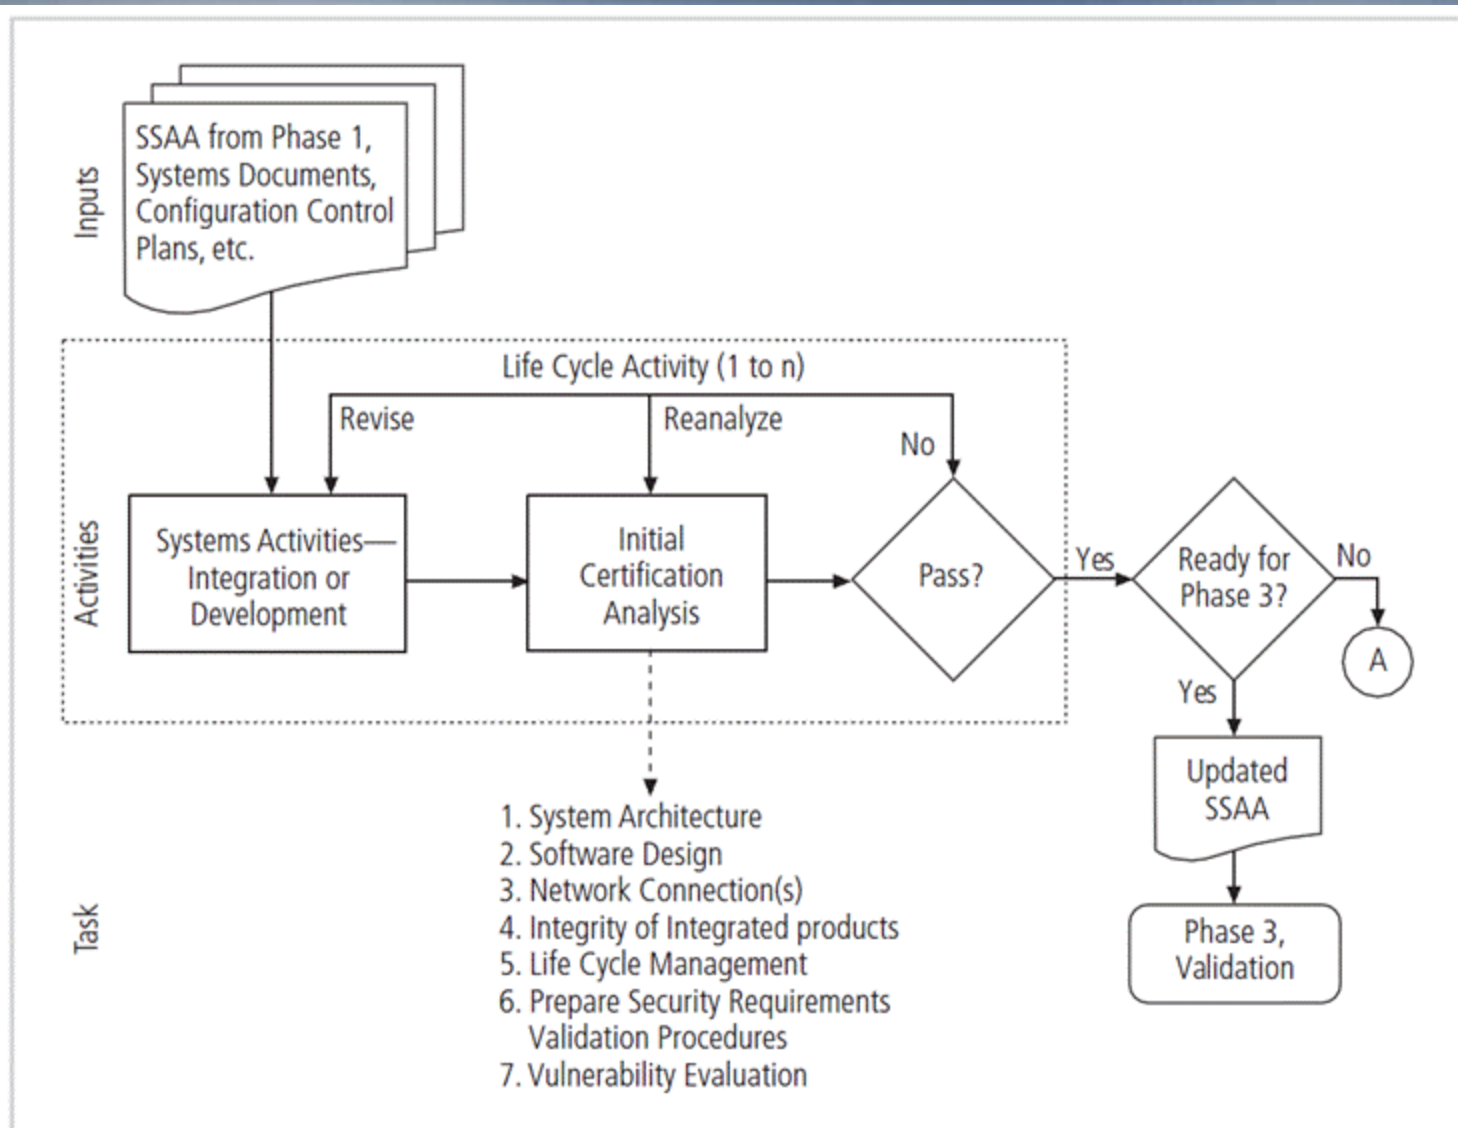 Inputs
SSAA from Phase 1,
Systems Documents,
Configuration Control
Plans, etc.
Life Cycle Activity (1 to n)
Revise
Reanalyze
No
Activities
Systems Activities—
Integration or
Development
Initial
Certification
Analysis
Pass?
Yes
Ready for
Phase 3?
No
A
Yes
Updated
SSAA
Phase 3,
Validation
Task
1. System Architecture
2. Software Design
3. Network Connection(s)
4. Integrity of Integrated products
5. Life Cycle Management
6. Prepare Security Requirements
Validation Procedures
7. Vulnerability Evaluation